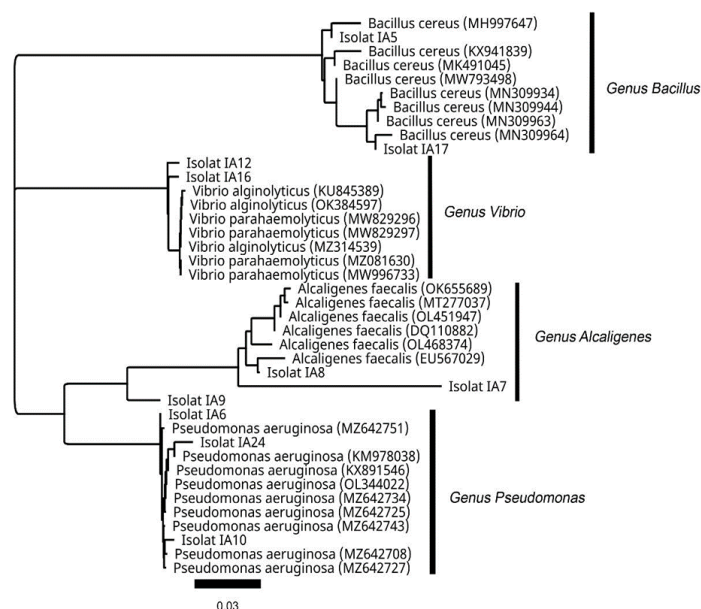 Bacillus cereus (MH997647)
Isolat IA5
Bacillus cereus (KX941839)
Bacillus cereus (MK491045)
Bacillus cereus (MW793498)
Bacillus cereus (MN309934)
Bacillus cereus (MN309944)
Bacillus cereus (MN309963)
Bacillus cereus (MN309964)
Isolat IA17
Genus Bacillus
Isolat IA12
Isolat IA16
Vibrio alginolyticus (KU845389)
Vibrio alginolyticus (OK384597)
Vibrio parahaemolyticus (MW829296)
Vibrio parahaemolyticus (MW829297)
Vibrio alginolyticus (MZ314539)
Vibrio parahaemolyticus (MZ081630)
Vibrio parahaemolyticus (MW996733)
Genus Vibrio
Alcaligenes faecalis (OK655689)
Alcaligenes faecalis (MT277037)
Alcaligenes faecalis (OL451947)
Alcaligenes faecalis (DQ110882)
Alcaligenes faecalis (OL468374)
Alcaligenes faecalis (EU567029)
Isolat IA8
Isolat IA7
Isolat IA9
Genus Alcaligenes
Isolat IA6
Pseudomonas aeruginosa (MZ642751)
Isolat IA24
Pseudomonas aeruginosa (KM978038)
Pseudomonas aeruginosa (KX891546)
Pseudomonas aeruginosa (OL344022)
Pseudomonas aeruginosa (MZ642734)
Pseudomonas aeruginosa (MZ642725)
Pseudomonas aeruginosa (MZ642743)
Isolat IA10
Pseudomonas aeruginosa (MZ642708)
Pseudomonas aeruginosa (MZ642727)
Genus Pseudomonas
0.03